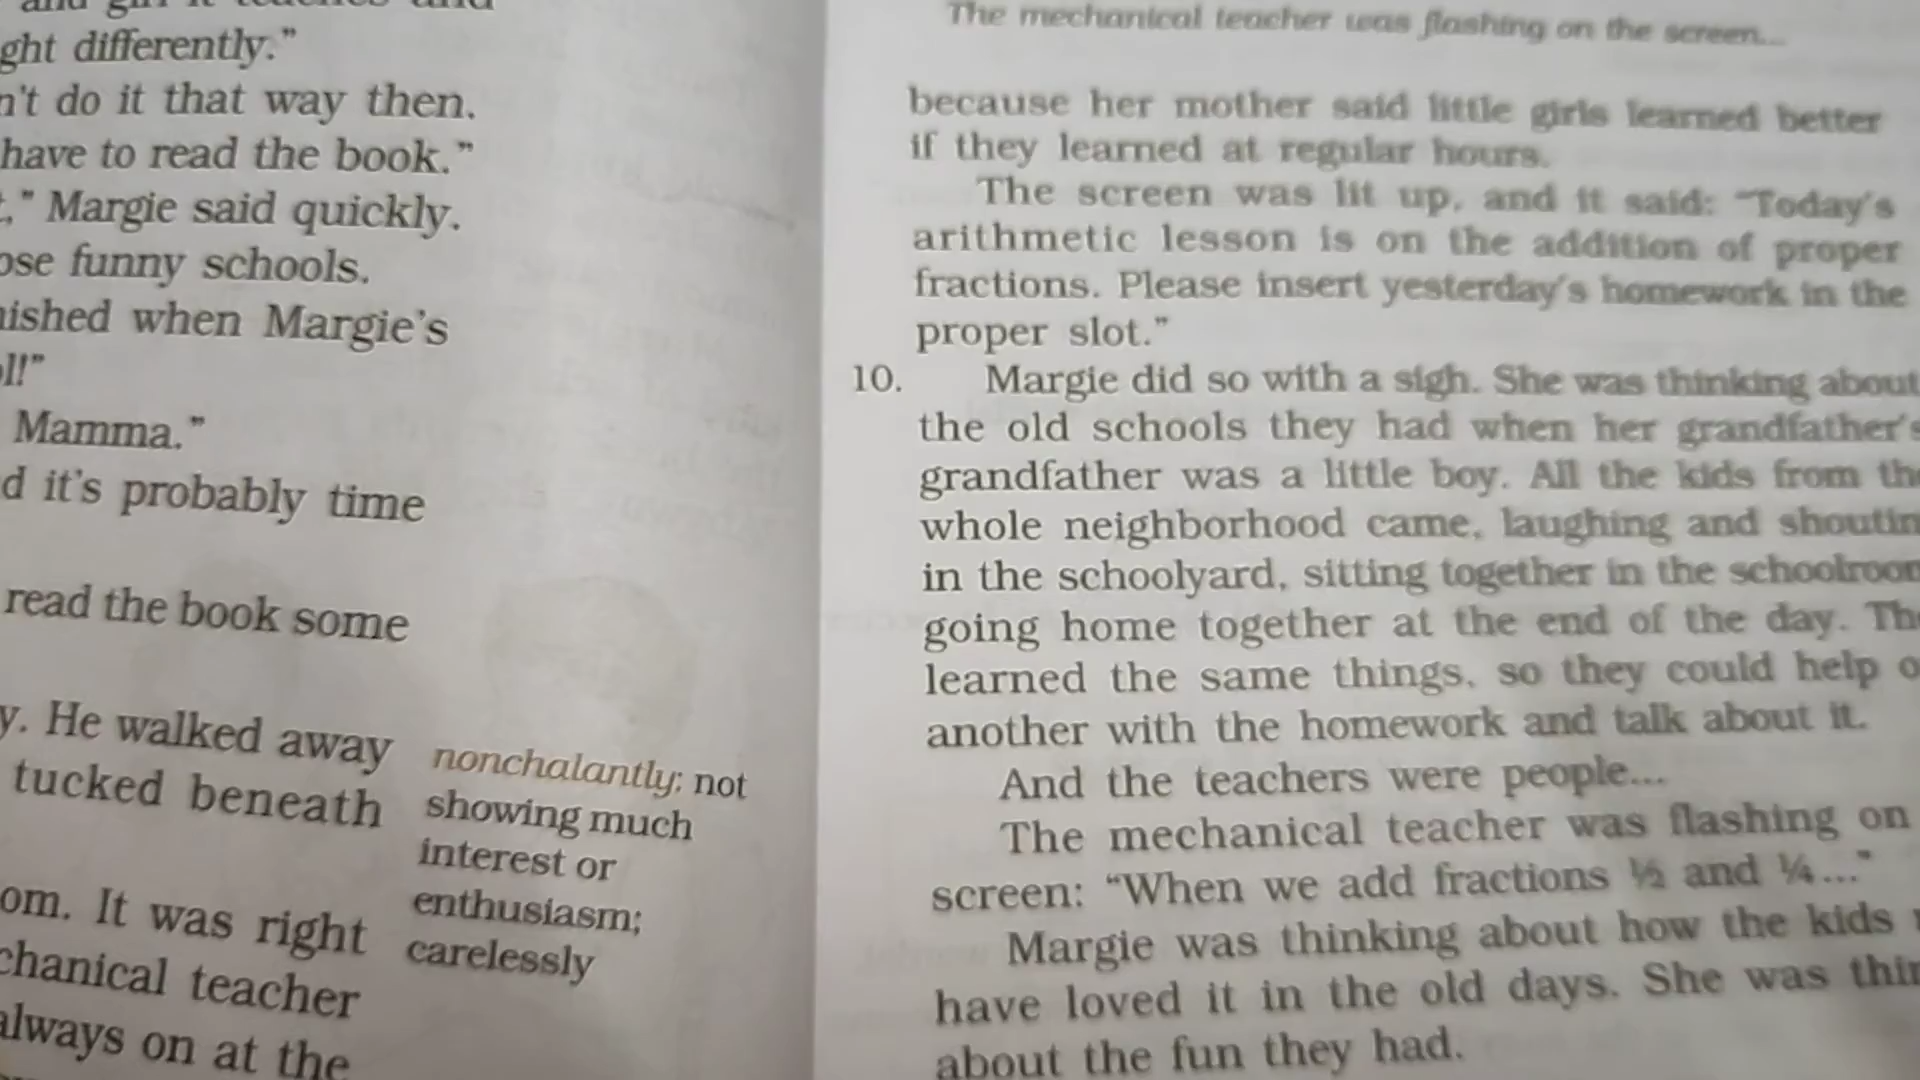 ght differently."
n't do it that way then.
have to read the book."
," Margie said quickly.
ose funny schools.
ished when Margie's
l!"
Mamma."
d it's probably time
read the book some
y. He walked away
tucked beneath
om. It was right
chanical teacher
always on at the
nonchalantly: not
showing much
interest or
enthusiasm;
carelessly
The mechanical teacher was flashing on the screen...
because her mother said little girls learned better
if they learned at regular hours.
The screen was lit up, and it said: "Today's
arithmetic lesson is on the addition of proper
fractions. Please insert yesterday's homework in the
proper slot."
10. Margie did so with a sigh. She was thinking about
the old schools they had when her grandfather's
grandfather was a little boy. All the kids from the
whole neighborhood came, laughing and shoutin
in the schoolyard, sitting together in the schoolroom
going home together at the end of the day. The
learned the same things, so they could help o
another with the homework and talk about it.
And the teachers were people...
The mechanical teacher was flashing on
screen: "When we add fractions ½ and ¼..."
Margie was thinking about how the kids
have loved it in the old days. She was thin
about the fun they had.